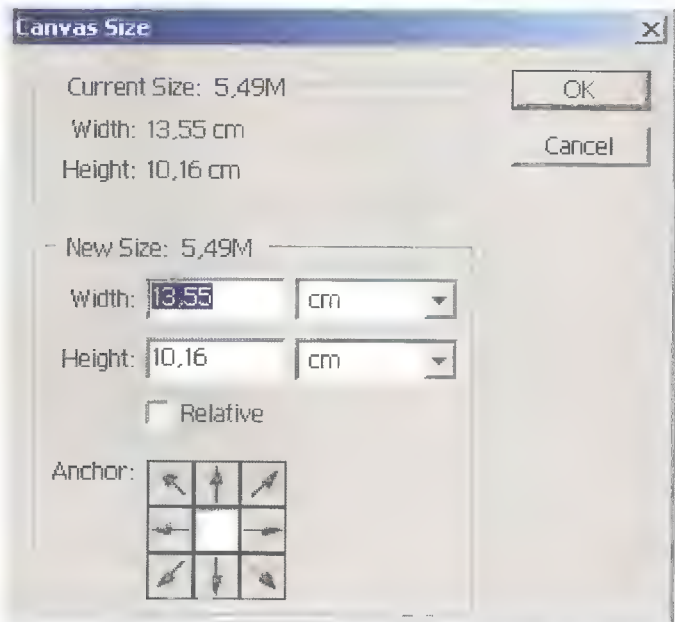 Canvas Size
Current Size: 5,49M
OK
Width: 13,55 cm
Cancel
Height: 10,16 cm
New Size: 5,49M
Width: 13,55 cm
Height: 10,16 cm
Relative
Anchor: